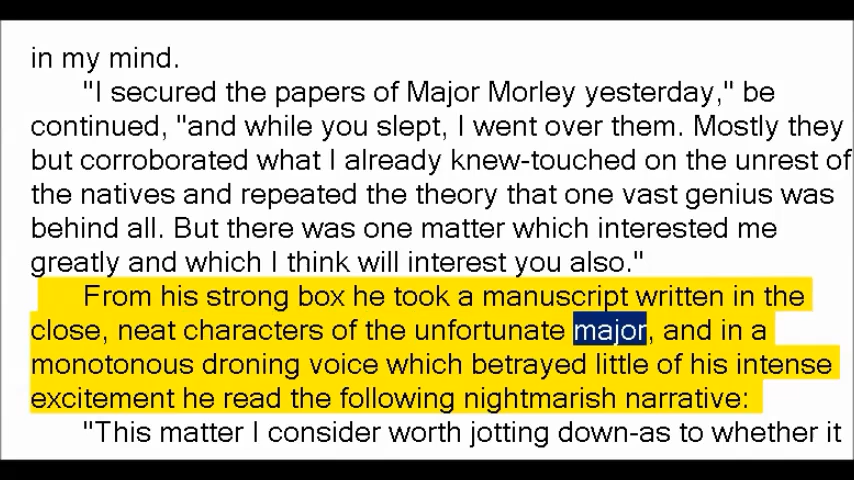 in my mind.
"I secured the papers of Major Morley yesterday," be
continued, "and while you slept, I went over them. Mostly they
but corroborated what I already knew-touched on the unrest of
the natives and repeated the theory that one vast genius was
behind all. But there was one matter which interested me
greatly and which I think will interest you also."
From his strong box he took a manuscript written in the
close, neat characters of the unfortunate major, and in a
monotonous droning voice which betrayed little of his intense
excitement he read the following nightmarish narrative:
"This matter I consider worth jotting down-as to whether it